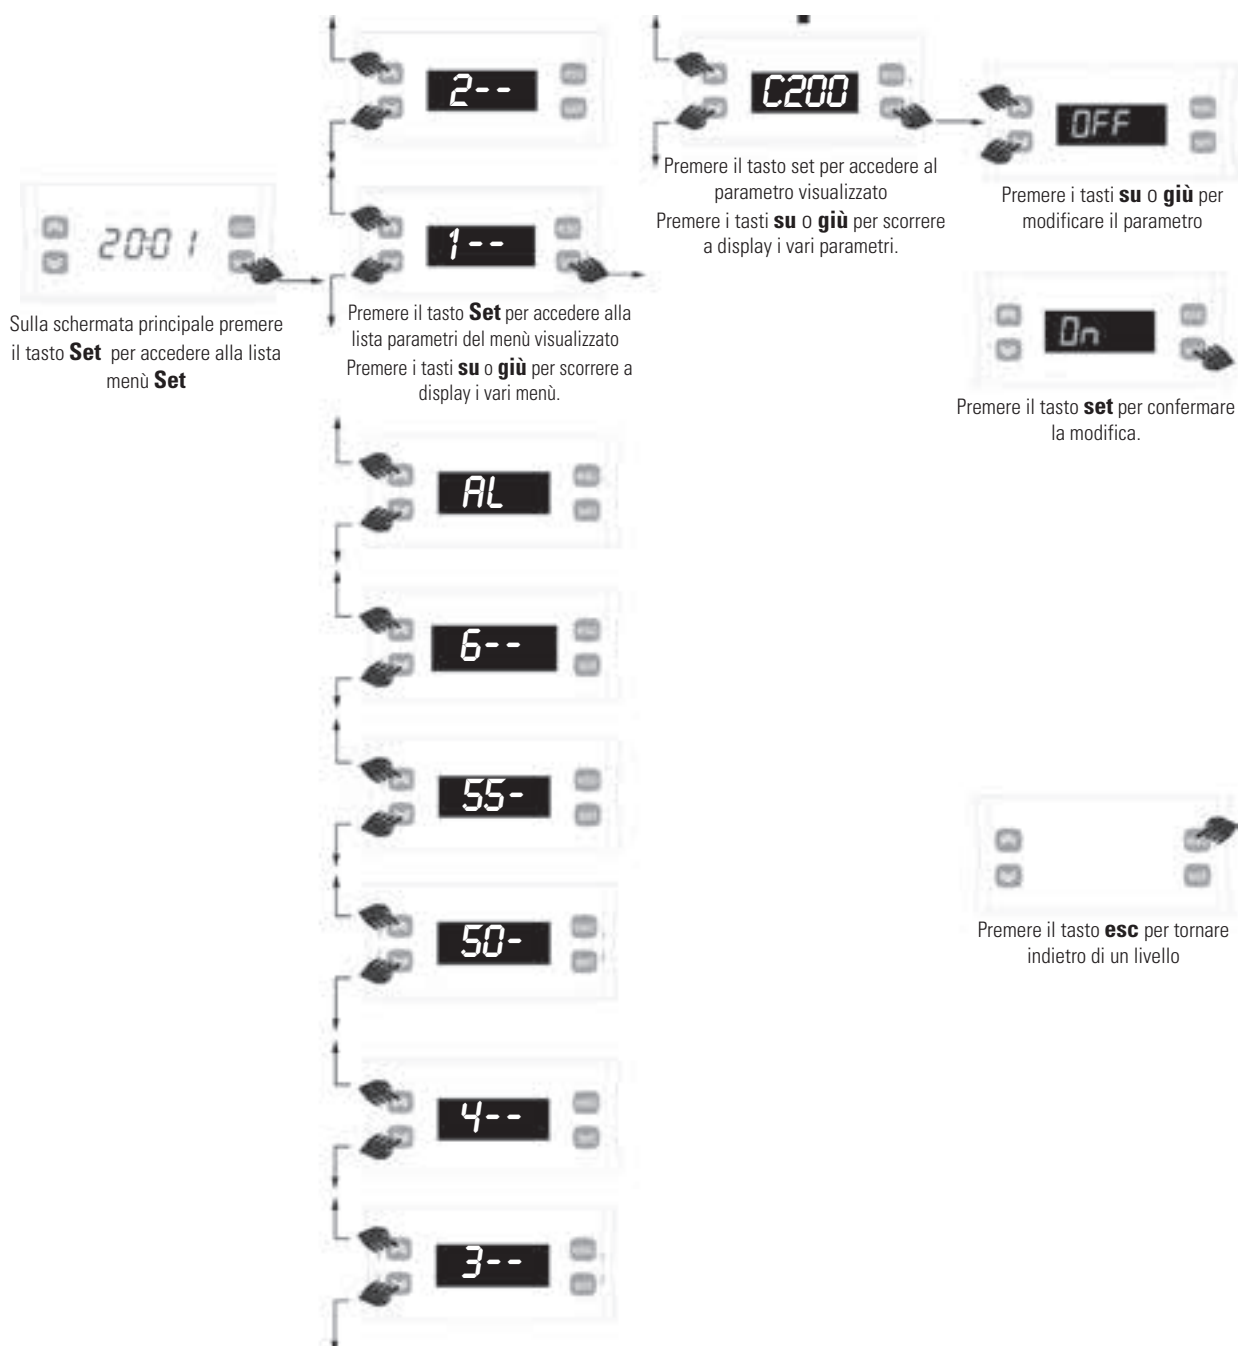 2--
C200
OFF
Premere il tasto set per accedere al
parametro visualizzato
Premere i tasti su o giù per scorrere
a display i vari parametri.
Premere i tasti su o giù per
modificare il parametro
20:01
1--
Sulla schermata principale premere
il tasto Set per accedere alla lista
menù Set
Premere il tasto Set per accedere alla
lista parametri del menù visualizzato
Premere i tasti su o giù per scorrere a
display i vari menù.
On
Premere il tasto set per confermare
la modifica.
AL
6--
55-
50-
Premere il tasto esc per tornare
indietro di un livello
4--
3--